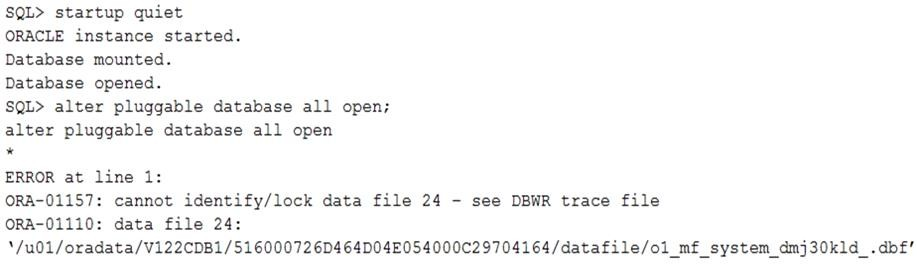 SQL> startup quiet
ORACLE instance started.
Database mounted.
Database opened.
SQL> alter pluggable database all open;
alter pluggable database all open
*
ERROR at line 1:
ORA-01157: cannot identify/lock data file 24 – see DBWR trace file
ORA-01110: data file 24:
‘/u01/oradata/V122CDB1/516000726D464D04E054000C29704164/datafile/o1_mf_system_dmj30kld_.dbf’